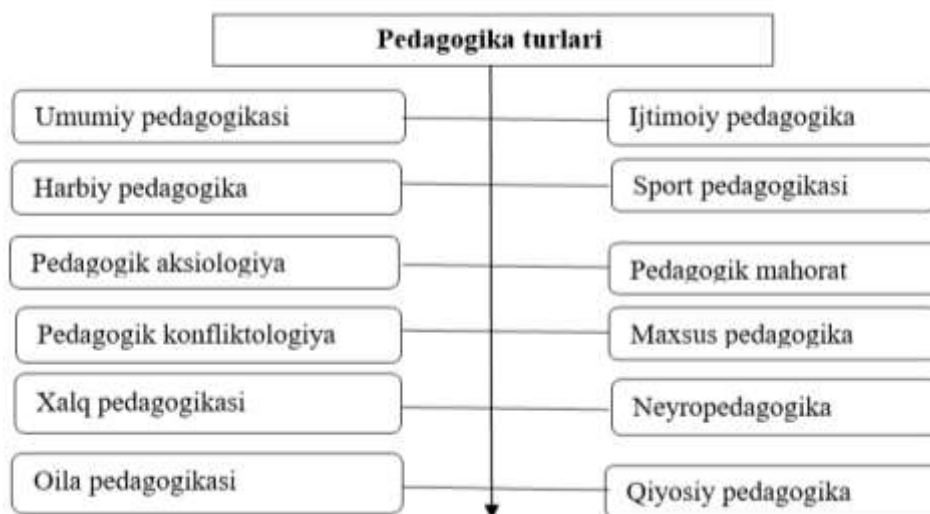 Pedagogika turlari
Umumiy pedagogikasi
Ijtimoiy pedagogika
Harbiy pedagogika
Sport pedagogikasi
Pedagogik aksiologiya
Pedagogik mahorat
Pedagogik konfliktologiya
Maxsus pedagogika
Xalq pedagogikasi
Neyropedagogika
Oila pedagogikasi
Qiyosiy pedagogika